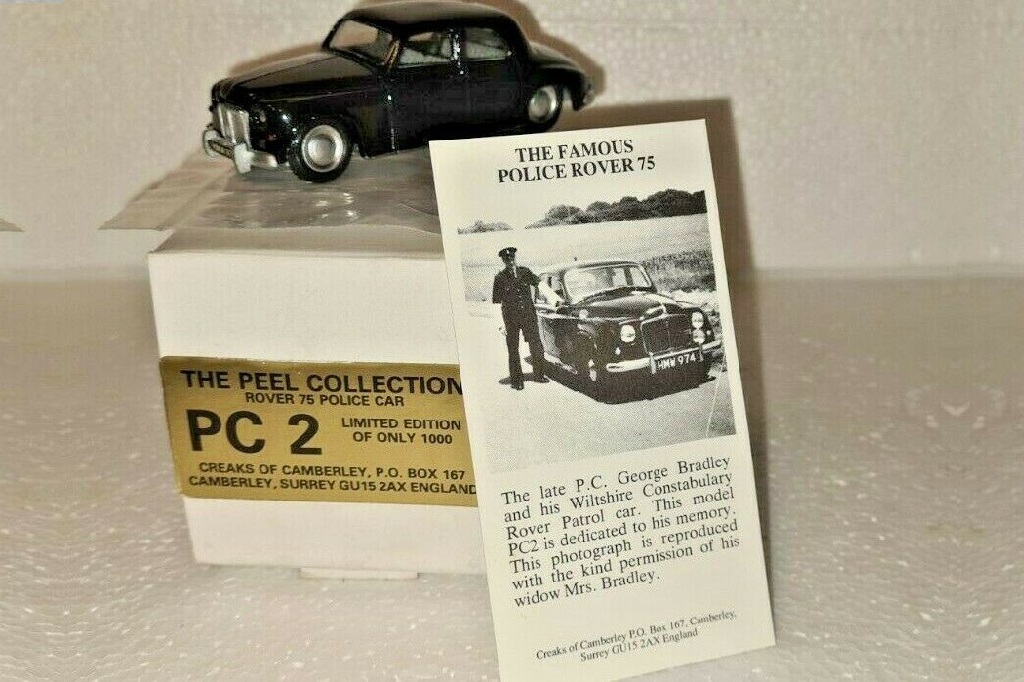 THE FAMOUS
POLICE ROVER 75
HMW 974
THE PEEL COLLECTION
ROVER 75 POLICE CAR
PC 2
LIMITED EDITION
OF ONLY 1000
CREAKS OF CAMBERLEY, P.O. BOX 167
CAMBERLEY, SURREY GU15 2AX ENGLAND
The late P.C. George Bradley
and his Wiltshire Constabulary
Rover Patrol car. This model
PC2 is dedicated to his memory.
This photograph is reproduced
with the kind permission of his
widow Mrs. Bradley.
Creaks of Camberley P.O. Box 167, Camberley,
Surrey GU15 2AX England